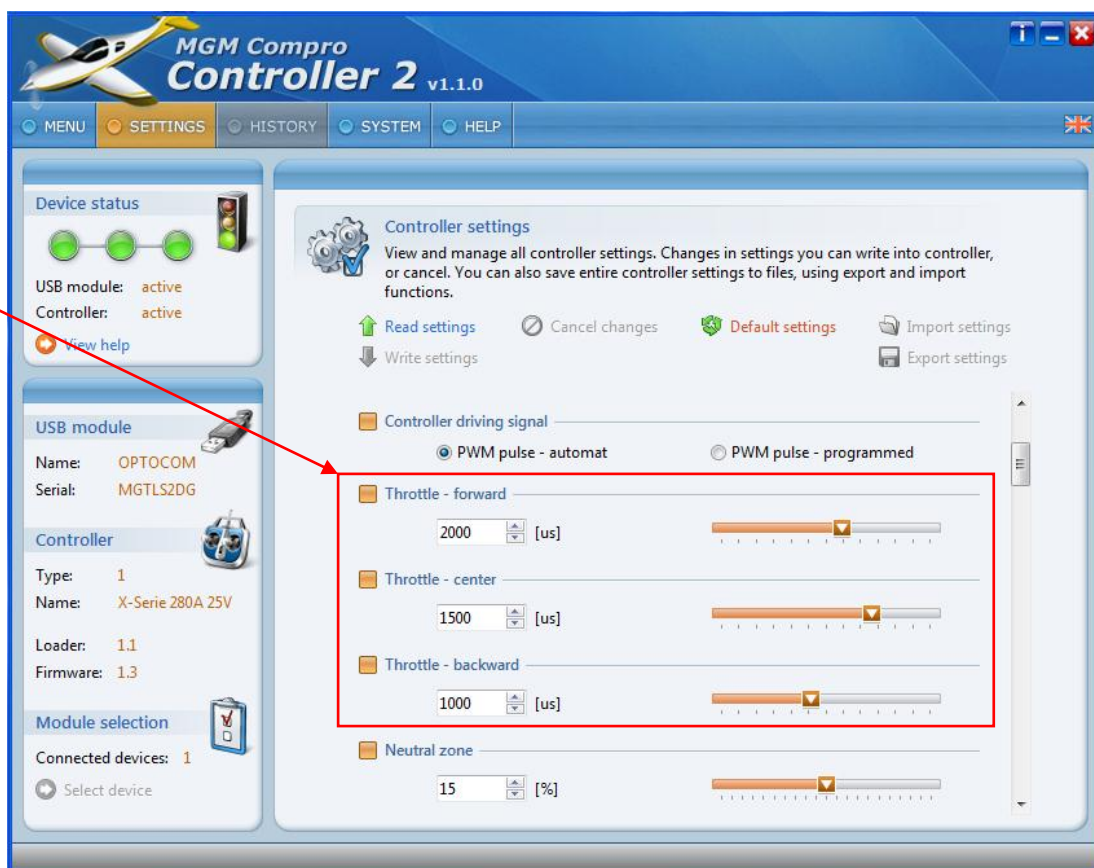 MGM Compro
Controller 2 v1.1.0
MENU SETTINGS HISTORY SYSTEM HELP
Device status
USB module: active
Controller: active
View help
USB module
Name: OPTOCOM
Serial: MGTLS2DG
Controller
Type: 1
Name: X-Serie 280A 25V
Loader: 1.1
Firmware: 1.3
Module selection
Connected devices: 1
Select device
Controller settings
View and manage all controller settings. Changes in settings you can write into controller,
or cancel. You can also save entire controller settings to files, using export and import
functions.
Read settings Cancel changes Default settings Import settings
Write settings Export settings
Controller driving signal
PWM pulse - automat PWM pulse - programmed
Throttle - forward
2000 [us]
Throttle - center
1500 [us]
Throttle - backward
1000 [us]
Neutral zone
15 [%]